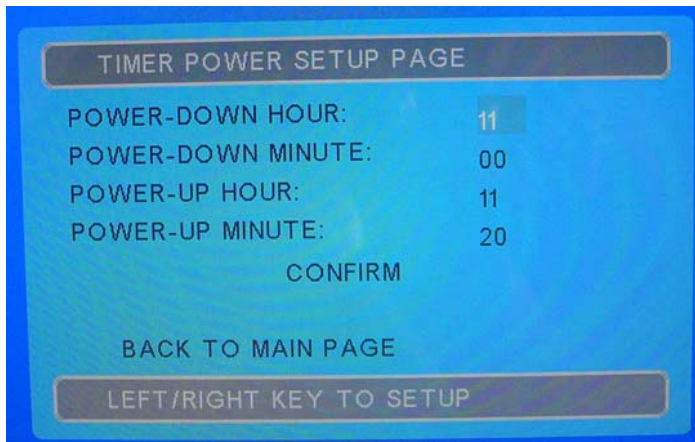 TIMER POWER SETUP PAGE
POWER-DOWN HOUR: 11
POWER-DOWN MINUTE: 00
POWER-UP HOUR: 11
POWER-UP MINUTE: 20
CONFIRM
BACK TO MAIN PAGE
LEFT/RIGHT KEY TO SETUP